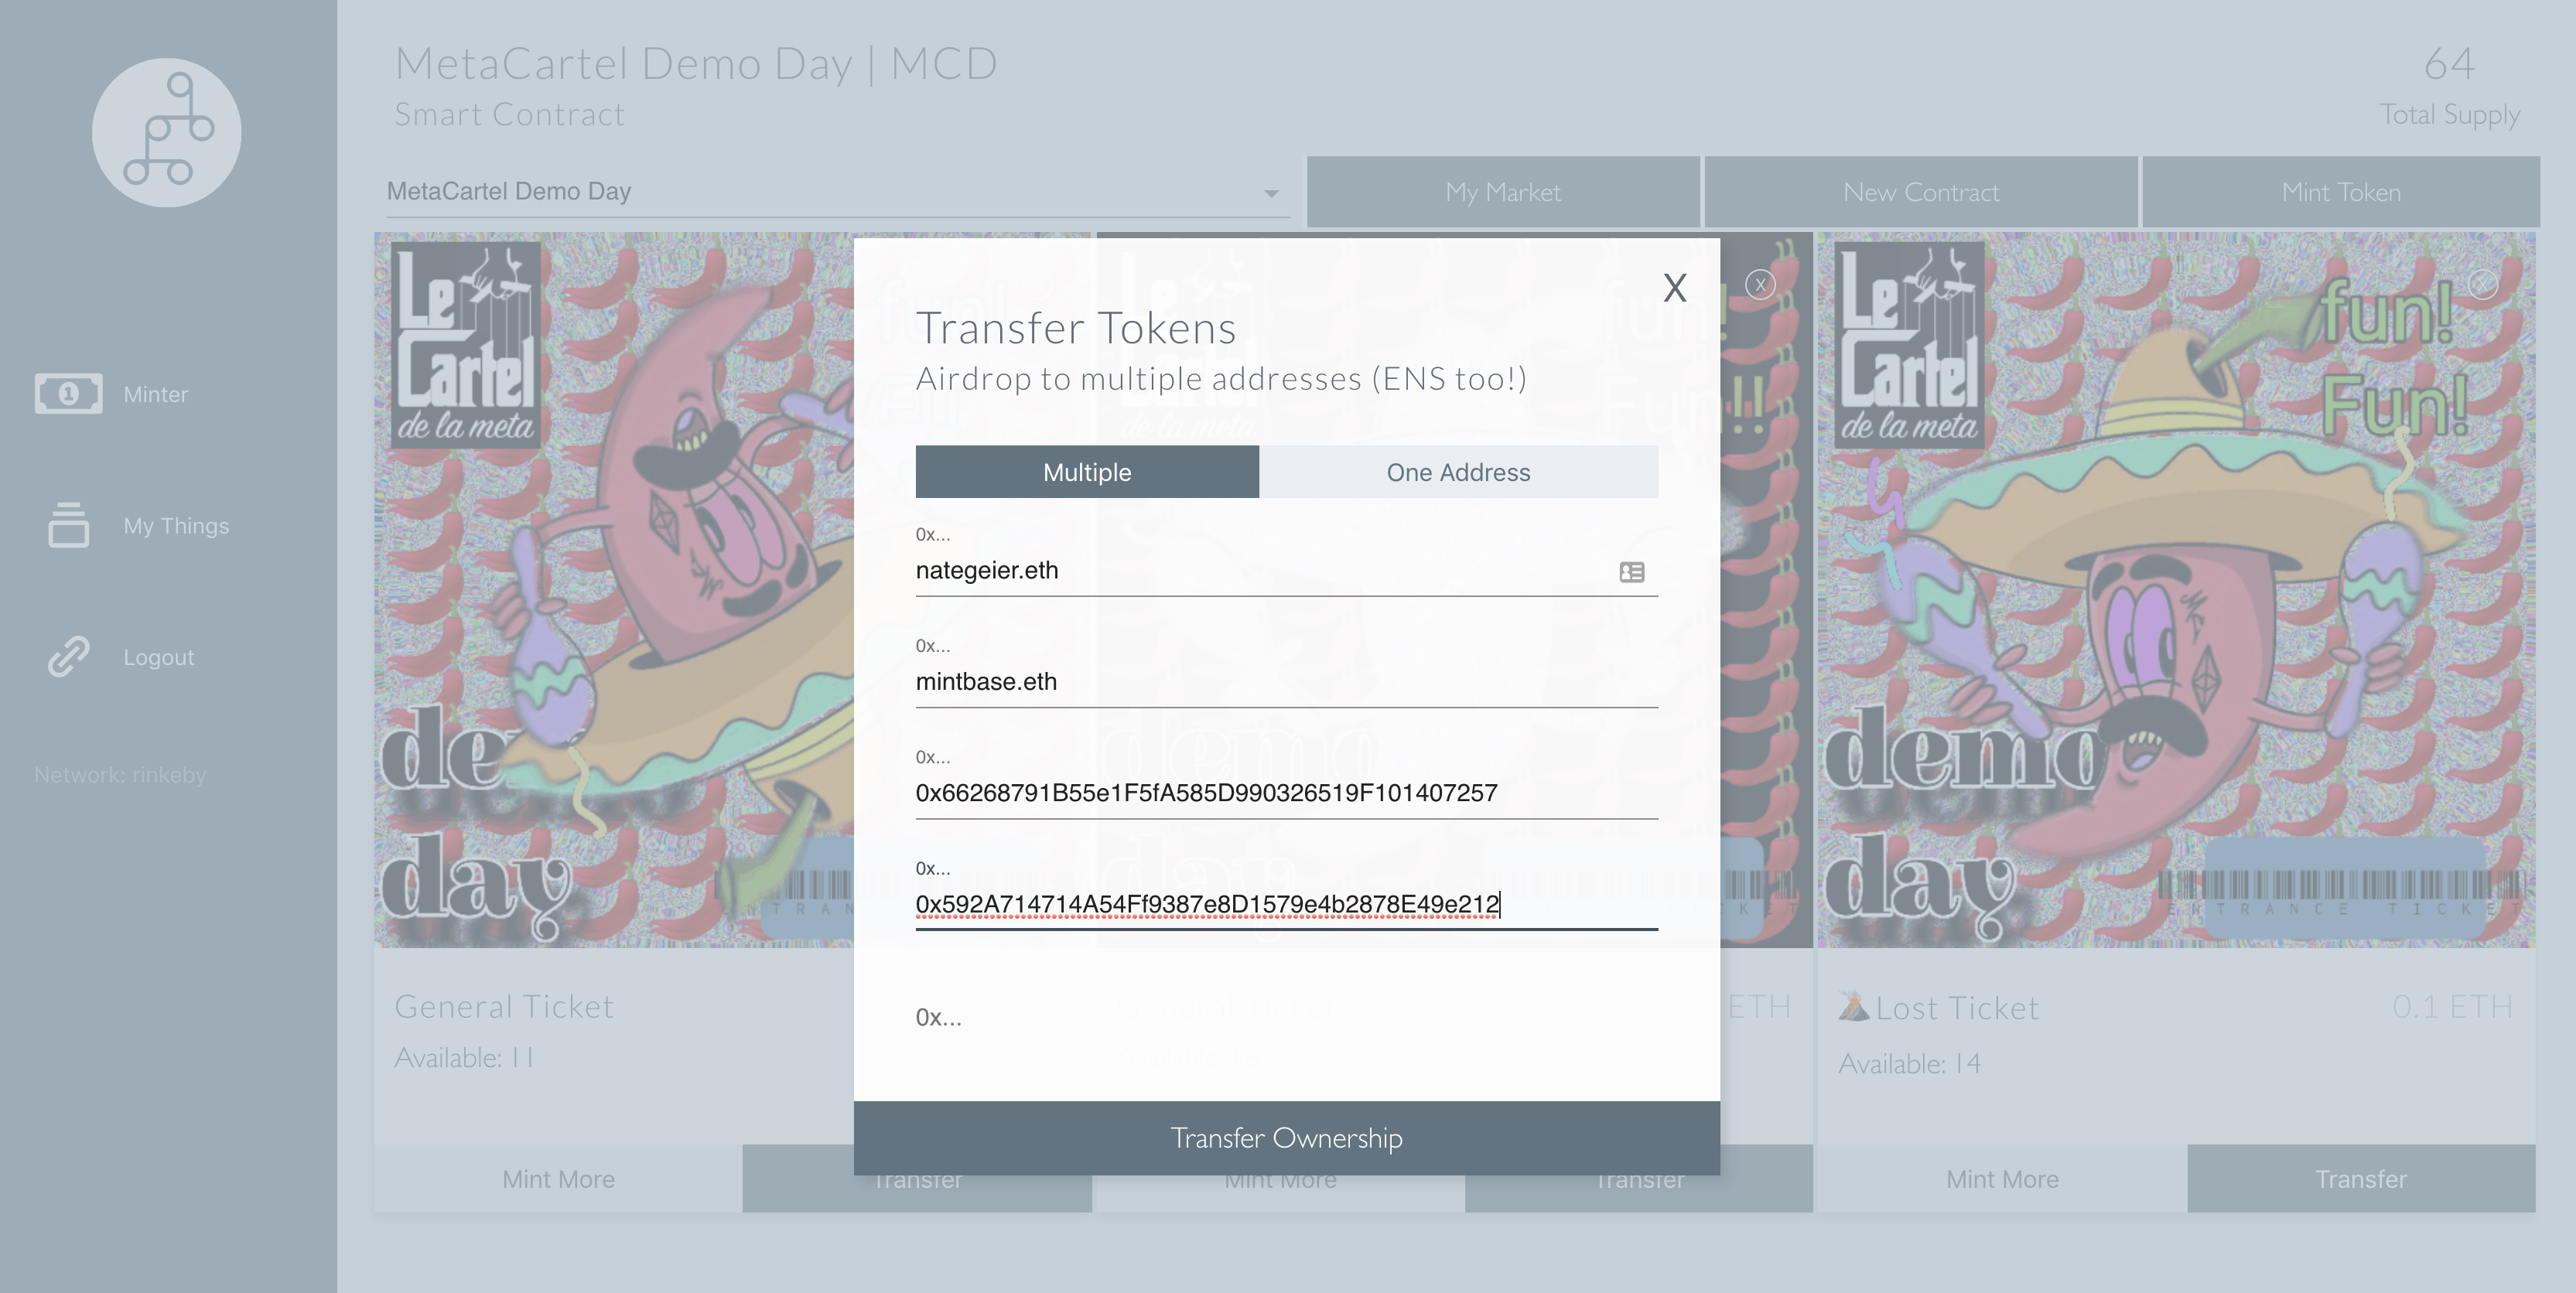 MetaCartel Demo Day | MCD
Smart Contract
64
Total Supply
MetaCartel Demo Day
My Market
New Contract
Mint Token
Minter
My Things
Logout
Network: rinkeby
Le
Cartel
de la meta
de
day
General Ticket
Available: 11
Mint More
Transfer
X
Transfer Tokens
Airdrop to multiple addresses (ENS too!)
Multiple
One Address
0x...
nategeier.eth
0x...
mintbase.eth
0x...
0x66268791B55e1F5fA585D990326519F101407257
0x...
0x592A714714A54Ff9387e8D1579e4b2878E49e212
0x...
Transfer Ownership
X
ETH
Mint More
Transfer
Le
Cartel
de la meta
fun!
Fun!
X
demo
day
ENTRANCE TICKET
Lost Ticket
0.1 ETH
Available: 14
Mint More
Transfer